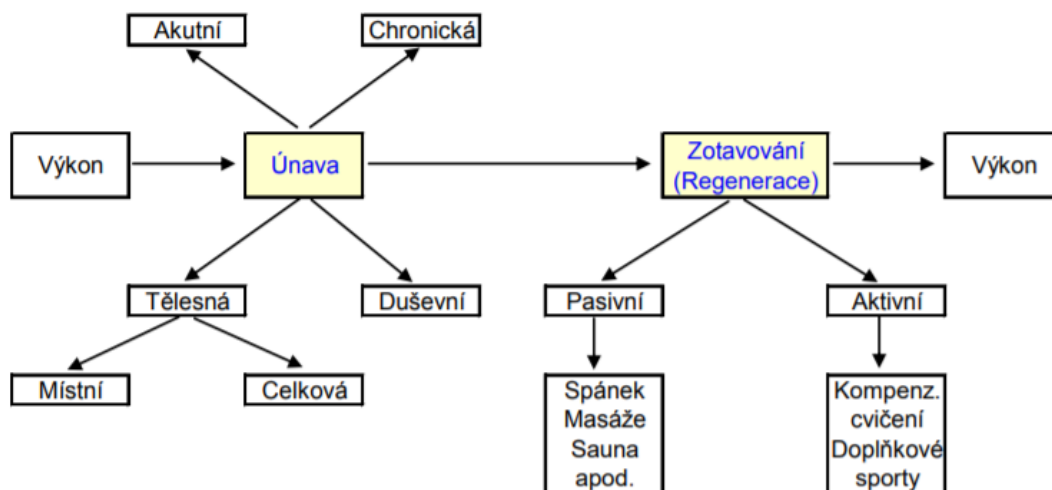 Akutní
Chronická
Výkon
Únava
Zotavování
(Regenerace)
Výkon
Tělesná
Duševní
Pasivní
Aktivní
Místní
Celková
Spánek
Masáže
Sauna
apod.
Kompenz.
cvičení
Doplňkové
sporty